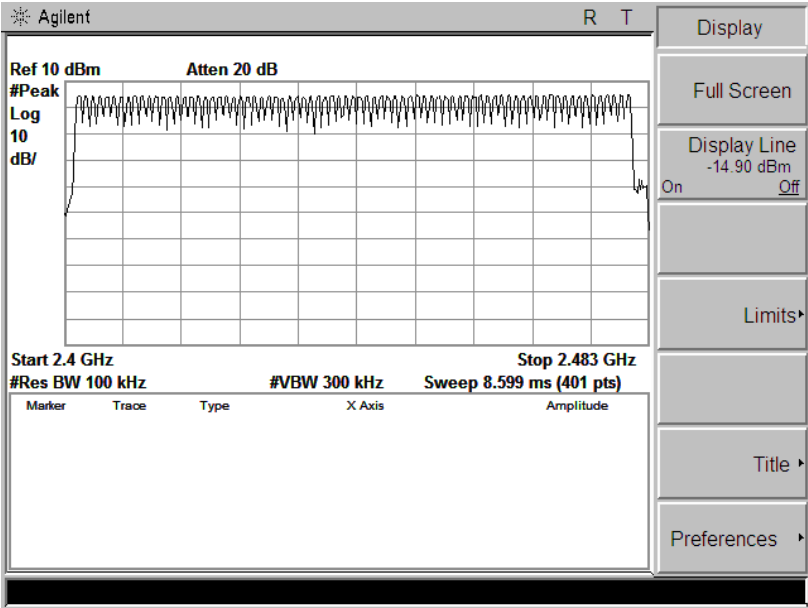 Agilent R T
Ref 10 dBm Atten 20 dB
#Peak
Log
10
dB/
Start 2.4 GHz Stop 2.483 GHz
#Res BW 100 kHz #VBW 300 kHz Sweep 8.599 ms (401 pts)
Marker Trace Type X Axis Amplitude
Display
Full Screen
Display Line
-14.90 dBm
On Off
Limits
Title
Preferences